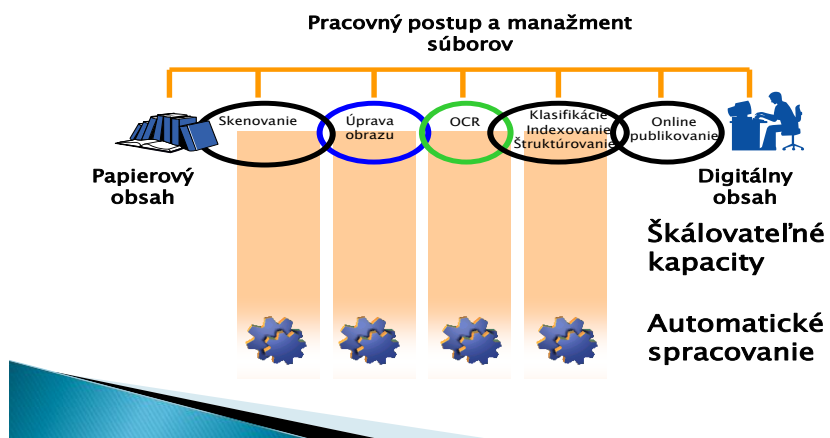 Pracovný postup a manažment
súborov
Skenovanie
Úprava
obrazu
OCR
Klasifikácie
Indexovanie
Štruktúrovanie
Online
publikovanie
Papierový
obsah
Digitálny
obsah
Škálovateľné
kapacity
Automatické
spracovanie